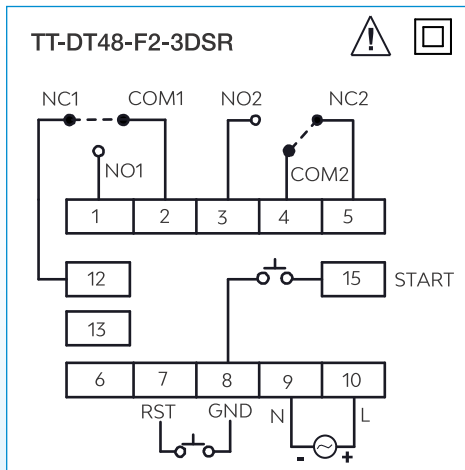 TT-DT48-F2-3DSR
NC1 COM1 NO2 NC2
NO1 COM2
1 2 3 4 5
12 15 START
13
6 7 8 9 10
RST GND N L
- +